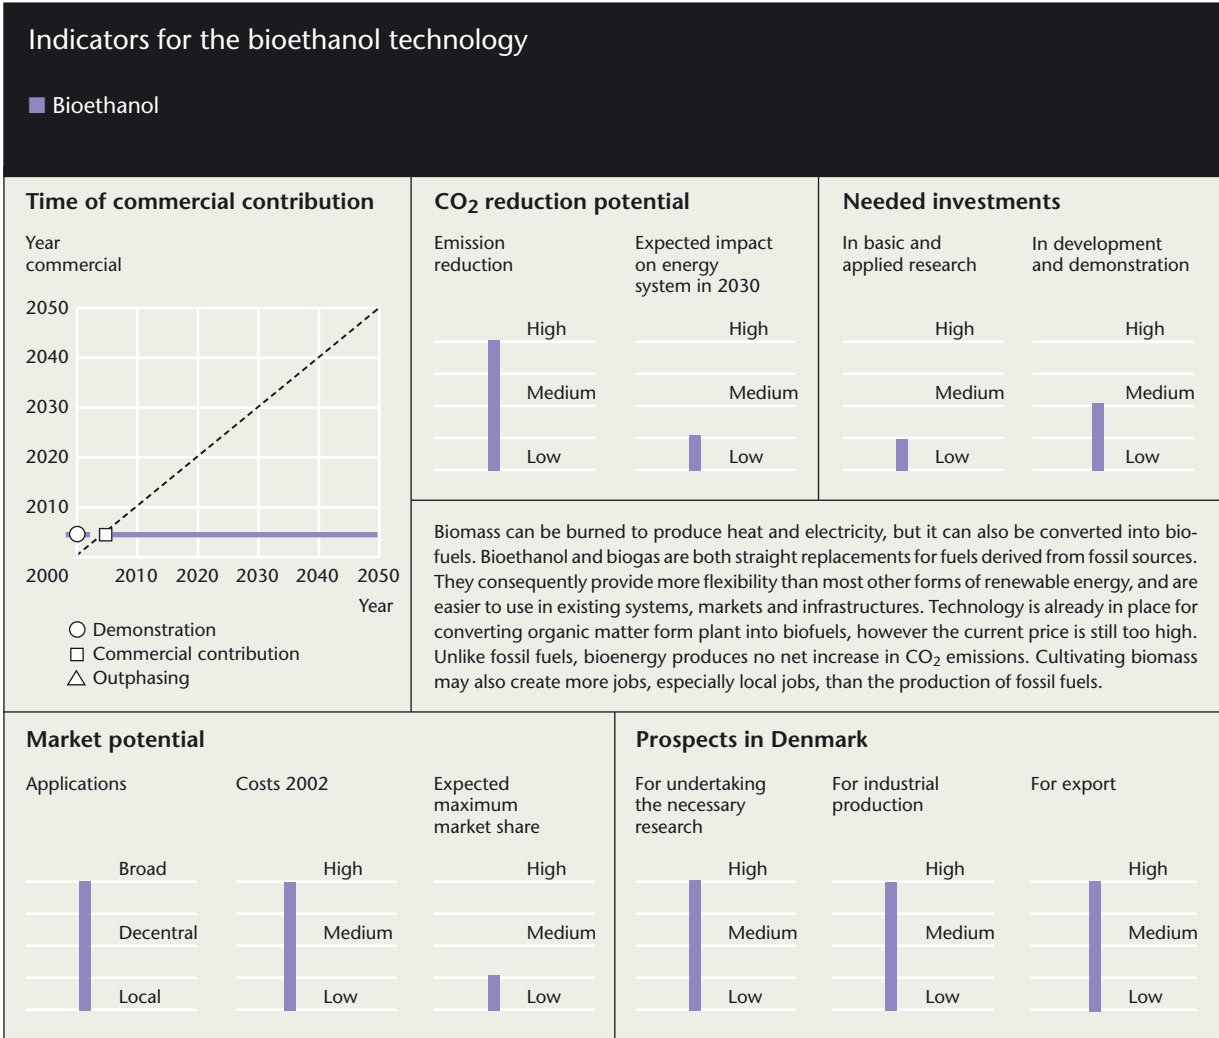 Indicators for the bioethanol technology
Bioethanol
Time of commercial contribution
Year
commercial
2050
2040
2030
2020
2010
2000 2010 2020 2030 2040 2050
Year
Demonstration
Commercial contribution
Outphasing
CO2 reduction potential
Emission
reduction
High
Medium
Low
Expected impact
on energy
system in 2030
High
Medium
Low
Needed investments
In basic and
applied research
High
Medium
Low
In development
and demonstration
High
Medium
Low
Biomass can be burned to produce heat and electricity, but it can also be converted into bio-
fuels. Bioethanol and biogas are both straight replacements for fuels derived from fossil sources.
They consequently provide more flexibility than most other forms of renewable energy, and are
easier to use in existing systems, markets and infrastructures. Technology is already in place for
converting organic matter form plant into biofuels, however the current price is still too high.
Unlike fossil fuels, bioenergy produces no net increase in CO2 emissions. Cultivating biomass
may also create more jobs, especially local jobs, than the production of fossil fuels.
Market potential
Applications
Broad
Decentral
Local
Costs 2002
High
Medium
Low
Expected
maximum
market share
High
Medium
Low
Prospects in Denmark
For undertaking
the necessary
research
High
Medium
Low
For industrial
production
High
Medium
Low
For export
High
Medium
Low